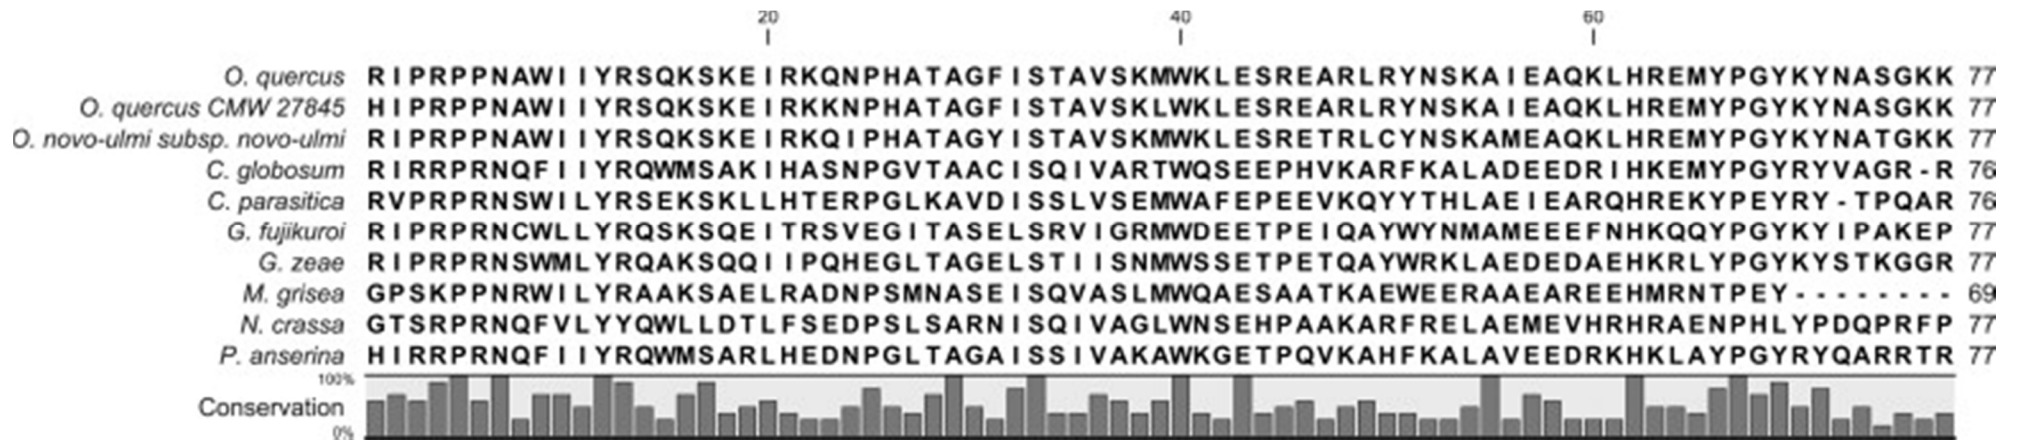 20 40 60
O. quercus RIPRPPNAWIIYRSQKSKEIRKQNPHATAGFISTAVSKMWKLESREARLRYNSKAIEAQKLHREMYPGYKYNASGKK 77
O. quercus CMW 27845 HIPRPPNAWIIYRSQKSKEIRKKNPHATAGFISTAVSKLWKLESREARLRYNSKAIEAQKLHREMYPGYKYNASGKK 77
O. novo-ulmi subsp. novo-ulmi RIPRPPNAWIIYRSQKSKEIRKQIPHATAGYISTAVSKMWKLESRETRLCYNSKAMEAQKLHREMYPGYKYNATGKK 77
C. globosum RIRRPRNQFIIYRQWMSAKIHASNPGVTAACISQIVARTWQSEEPHVKARFKALADEEDRIHKEMYPGYRYVAGR-R 76
C. parasitica RVPRPRNSWILYRSEKSKLLHTERPGLKAVDISSLVSEMWAFEPEEVKQYYTHLAEIEARQHREKYPEYRY-TPQAR 76
G. fujikuroi RIPRPRNCWLLYRQSKSQEITRSVEGITASELSRVIGRMWDEETPEIQAYWYNMAMEEEFNHKQQYPGYKYIPAKEP 77
G. zeae RIPRPRNSWMLYRQAKSQQIIPQHEGLTAGELSTIISNMWSSETPETQAYWRKLAEDEDAEHKRLYPGYKYSTKGGR 77
M. grisea GPSKPPNRWILYRAAKSAELRADNPSMNASEISQVASLMWQAESAATKAEWEERAAEAREEHMRNTPEY-------- 69
N. crassa GTSRPRNQFVLYYQWLLDTLFSEDPSLSARNISQIVAGLWNSEHPAAKARFRELAEMEVHRHRAENPHLYPDQPRFP 77
P. anserina HIRRPRNQFIIYRQWMSARLHEDNPGLTAGAISSIVAKAWKGETPQVKAHFKALAVEEDRKHKLAYPGYRYQARRTR 77
100%
Conservation
0%